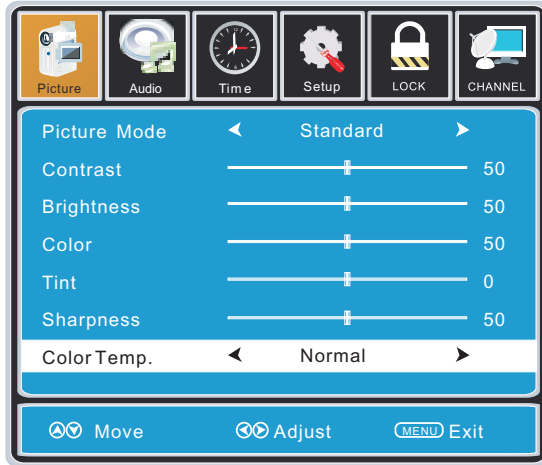 Picture Audio Time Setup LOCK CHANNEL
Picture Mode Standard
Contrast 50
Brightness 50
Color 50
Tint 0
Sharpness 50
Color Temp. Normal
Move Adjust MENU Exit